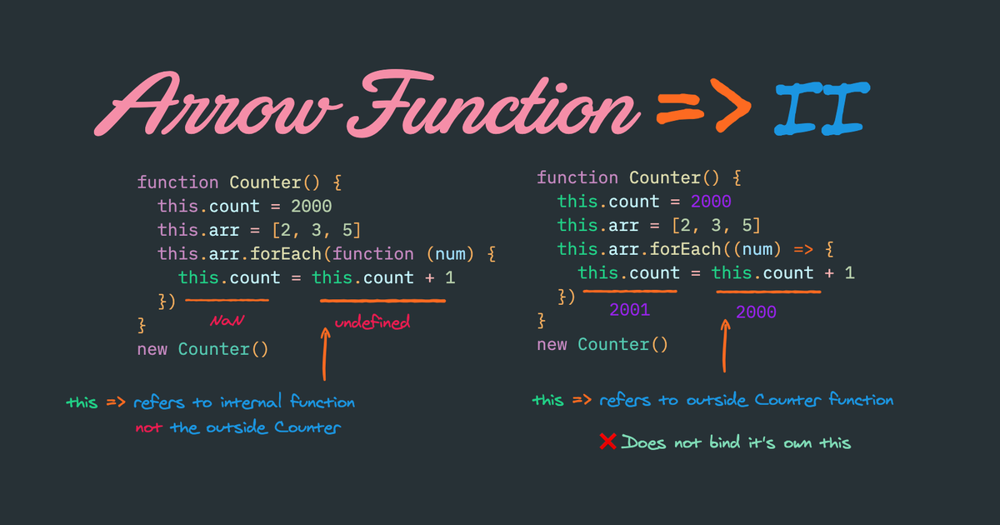 Arrow Function => II
function Counter() {
this.count = 2000
this.arr = [2, 3, 5]
this.arr.forEach(function (num) {
this.count = this.count + 1
})
NaN undefined
}
new Counter()
this => refers to internal function
not the outside Counter
function Counter() {
this.count = 2000
this.arr = [2, 3, 5]
this.arr.forEach((num) => {
this.count = this.count + 1
})
2001 2000
}
new Counter()
this => refers to outside Counter function
❌ Does not bind it's own this